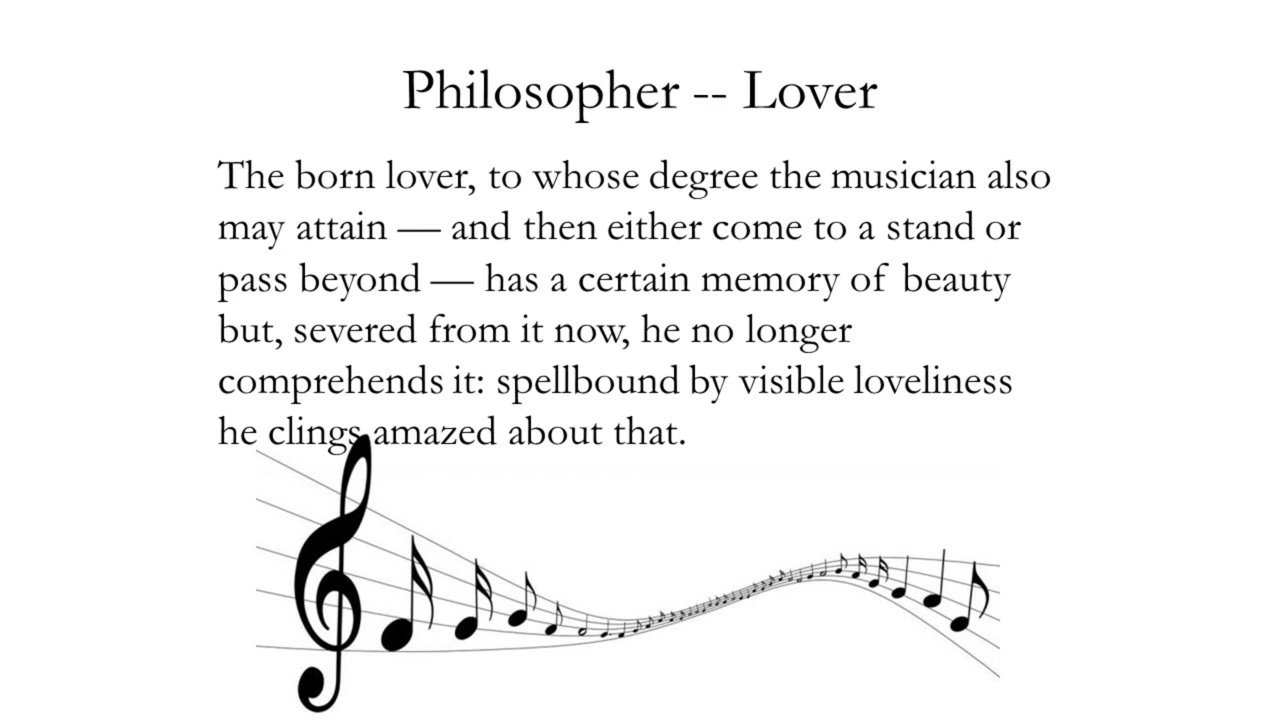 Philosopher -- Lover
The born lover, to whose degree the musician also
may attain — and then either come to a stand or
pass beyond — has a certain memory of beauty
but, severed from it now, he no longer
comprehends it: spellbound by visible loveliness
he clings amazed about that.